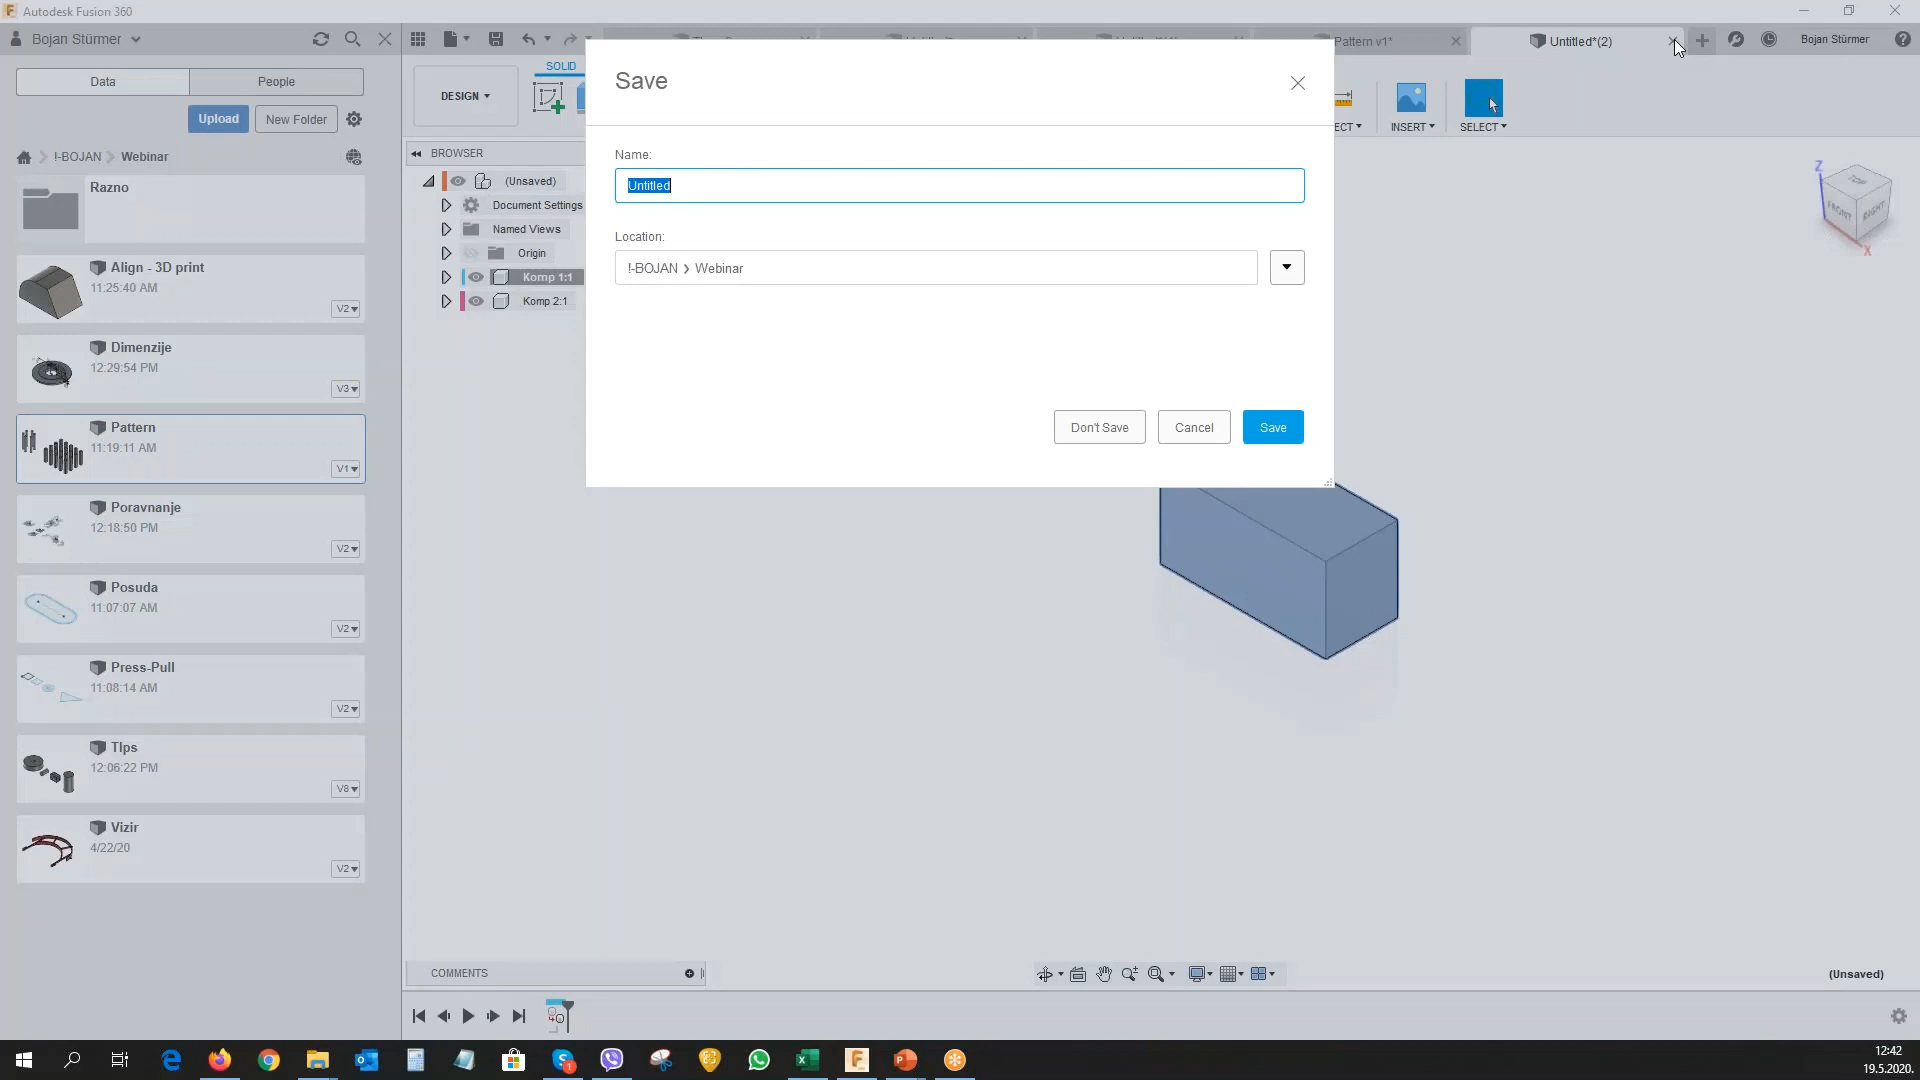 Autodesk Fusion 360
Bojan Stürmer
Pattern v1*
Untitled*(2)
Bojan Stürmer
Data
People
Upload
New Folder
!-BOJAN
Webinar
Razno
Align - 3D print
11:25:40 AM
V2
Dimenzije
12:29:54 PM
V3
Pattern
11:19:11 AM
V1
Poravnanje
12:18:50 PM
V2
Posuda
11:07:07 AM
V2
Press-Pull
11:08:14 AM
V2
TIps
12:06:22 PM
V8
Vizir
4/22/20
V2
SOLID
DESIGN
ECT
INSERT
SELECT
BROWSER
(Unsaved)
Document Settings
Named Views
Origin
Komp 1:1
Komp 2:1
Save
Name:
Untitled
Location:
!-BOJAN > Webinar
Don't Save
Cancel
Save
TOP
FRONT
RIGHT
Z
X
COMMENTS
(Unsaved)
1
12:42
19.5.2020.